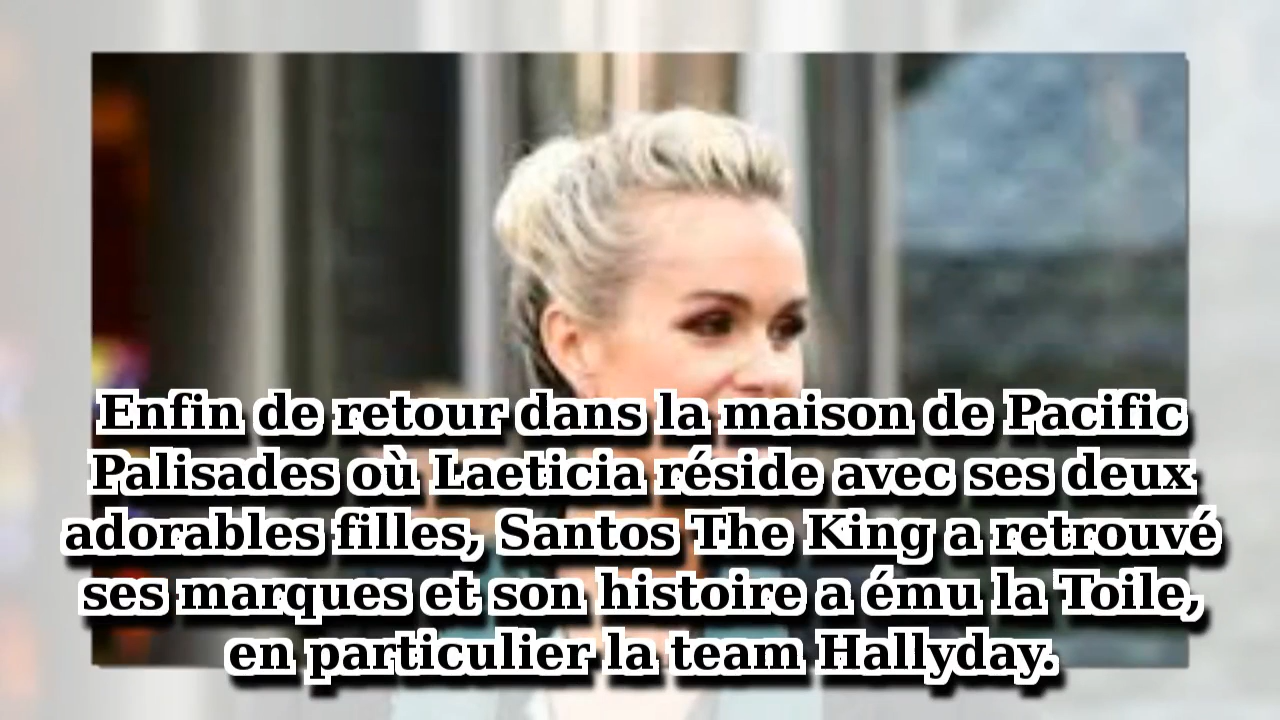 Enfin de retour dans la maison de Pacific
Palisades où Laeticia réside avec ses deux
adorables filles, Santos The King a retrouvé
ses marques et son histoire a ému la Toile,
en particulier la team Hallyday.